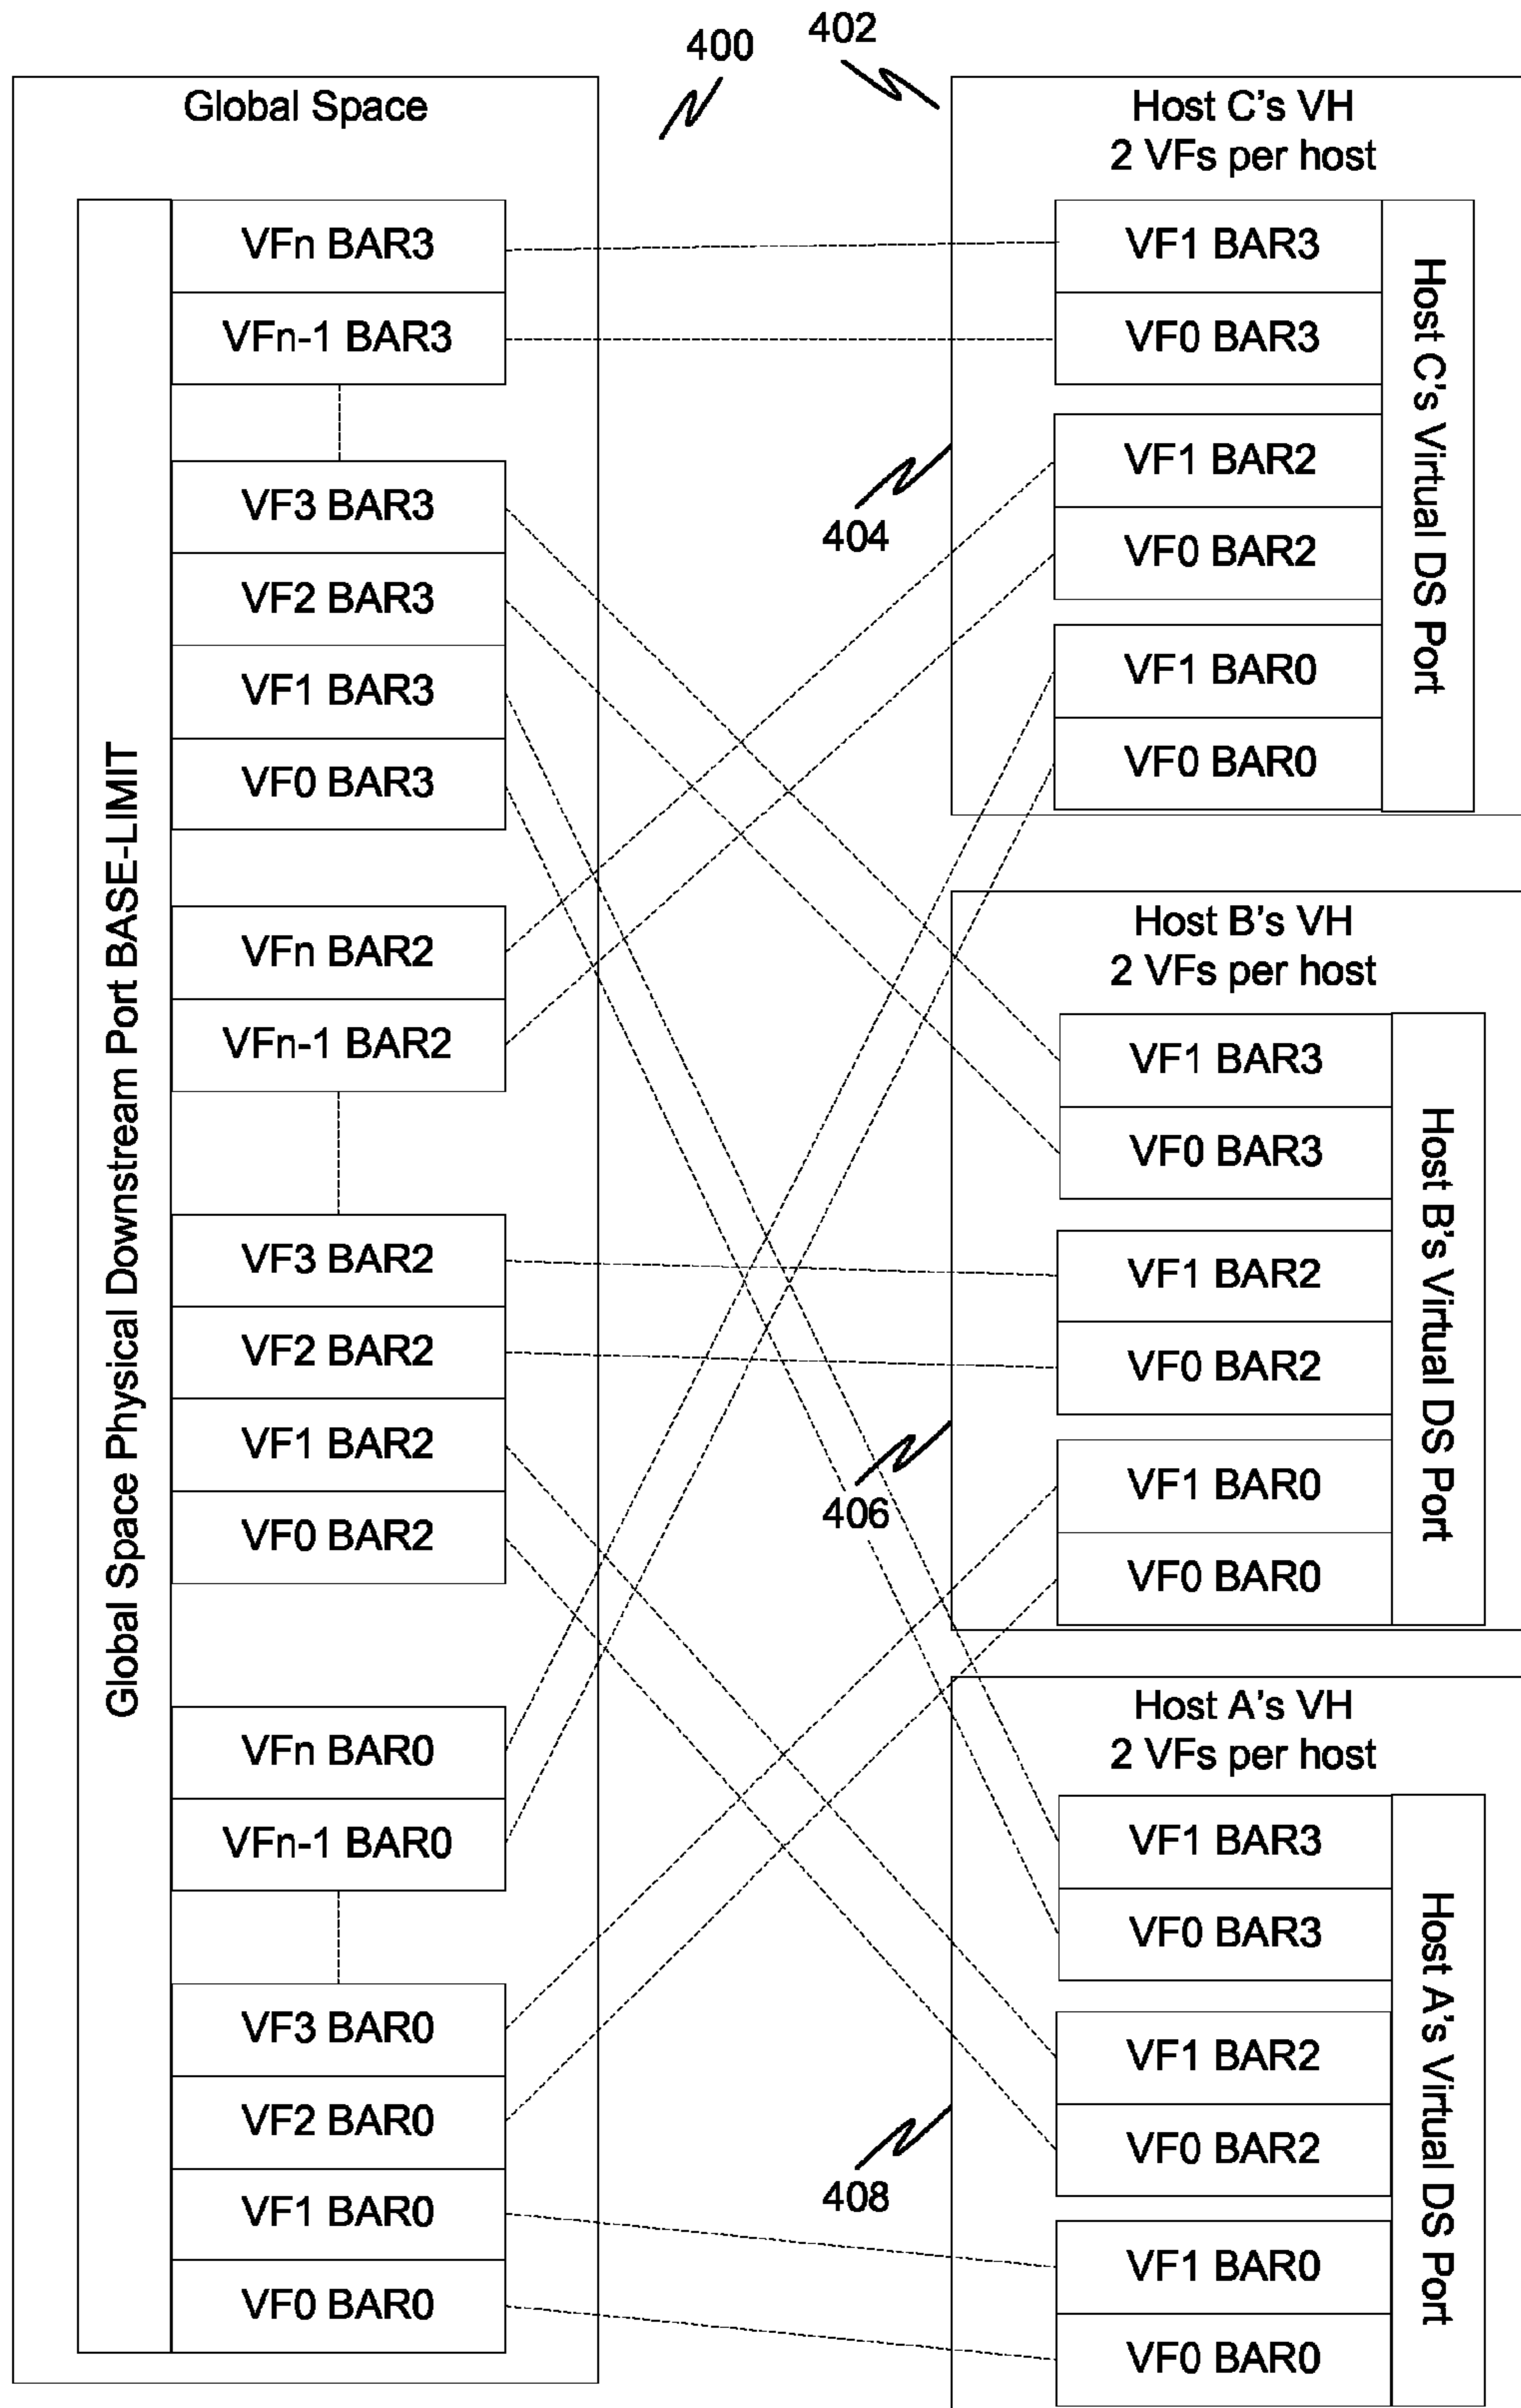 400
402
Global Space
Global Space Physical Downstream Port BASE-LIMIT
VFn BAR3
VFn-1 BAR3
VF3 BAR3
VF2 BAR3
VF1 BAR3
VF0 BAR3
VFn BAR2
VFn-1 BAR2
VF3 BAR2
VF2 BAR2
VF1 BAR2
VF0 BAR2
VFn BAR0
VFn-1 BAR0
VF3 BAR0
VF2 BAR0
VF1 BAR0
VF0 BAR0
404
406
408
Host C's VH
2 VFs per host
VF1 BAR3
VF0 BAR3
VF1 BAR2
VF0 BAR2
VF1 BAR0
VF0 BAR0
Host C's Virtual DS Port
Host B's VH
2 VFs per host
VF1 BAR3
VF0 BAR3
VF1 BAR2
VF0 BAR2
VF1 BAR0
VF0 BAR0
Host B's Virtual DS Port
Host A's VH
2 VFs per host
VF1 BAR3
VF0 BAR3
VF1 BAR2
VF0 BAR2
VF1 BAR0
VF0 BAR0
Host A's Virtual DS Port